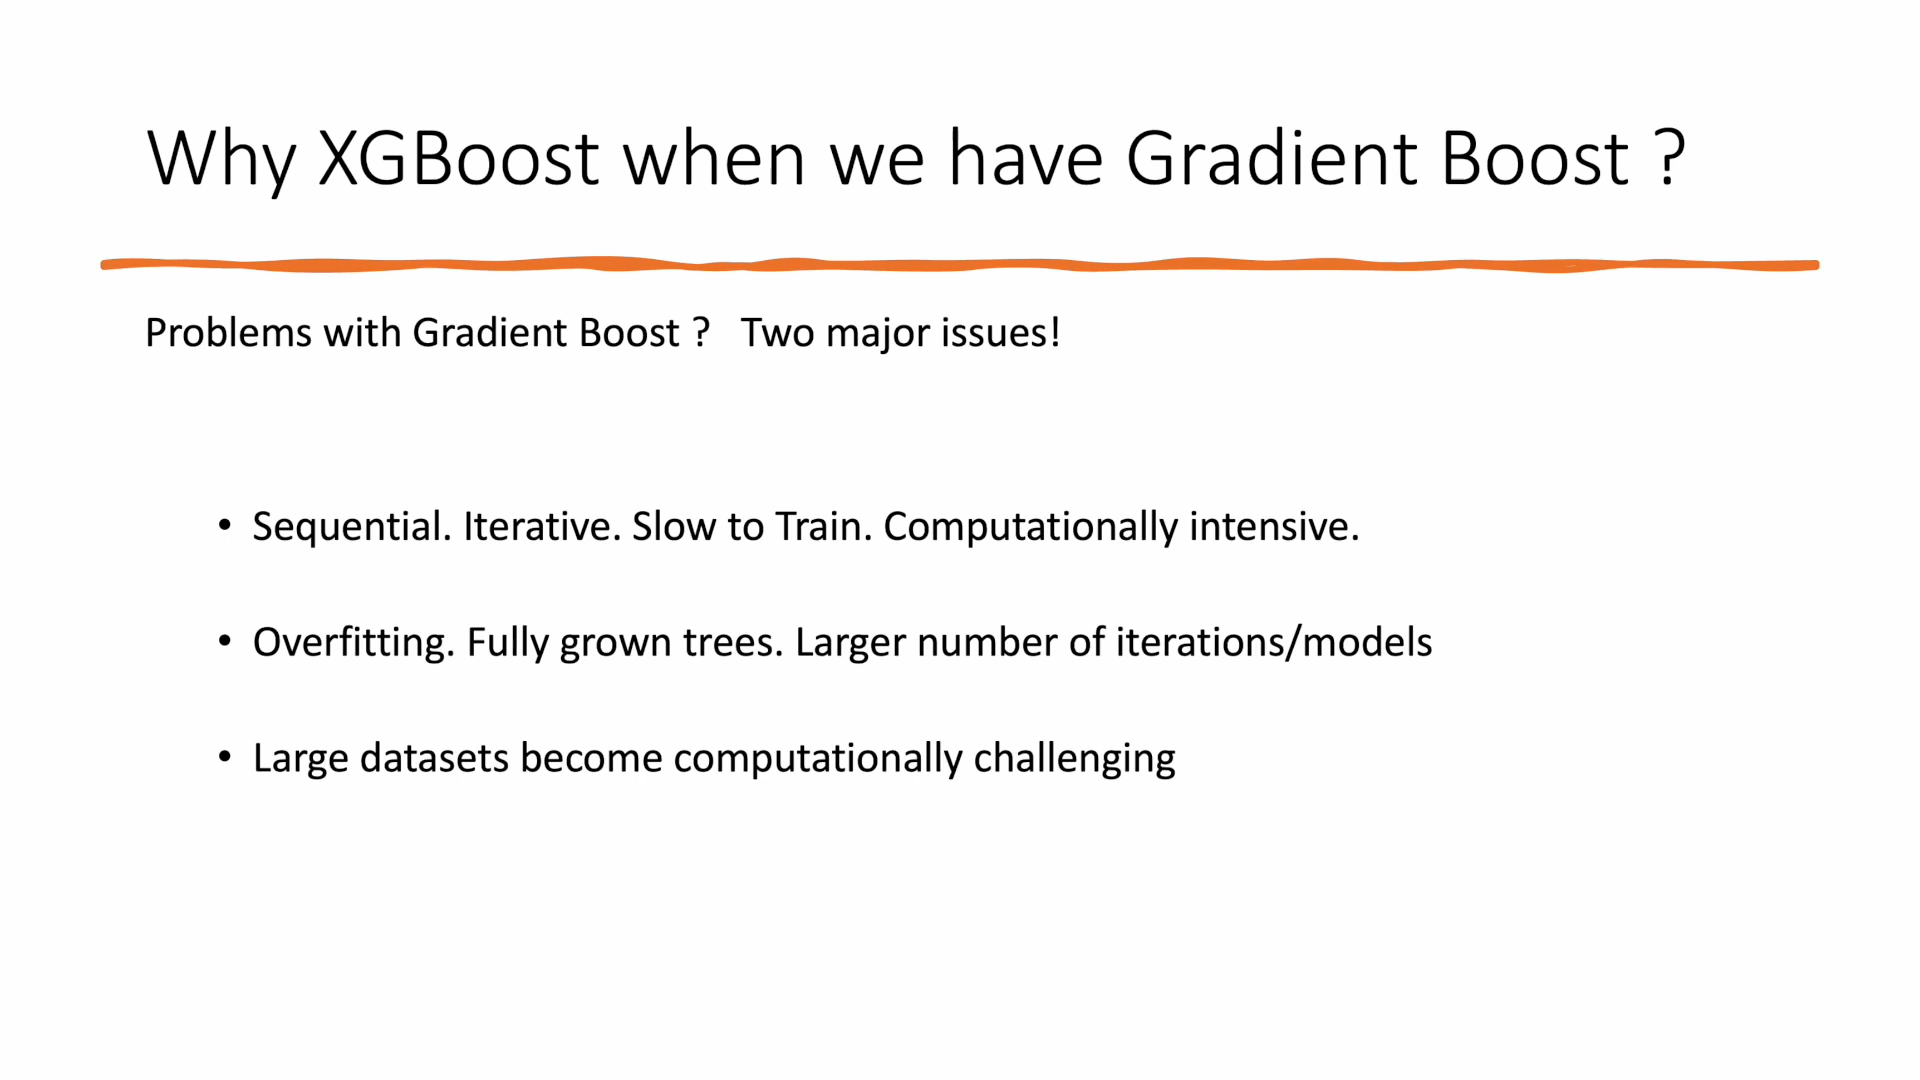 Why XGBoost when we have Gradient Boost ?
Problems with Gradient Boost ?   Two major issues!
• Sequential. Iterative. Slow to Train. Computationally intensive.
• Overfitting. Fully grown trees. Larger number of iterations/models
• Large datasets become computationally challenging